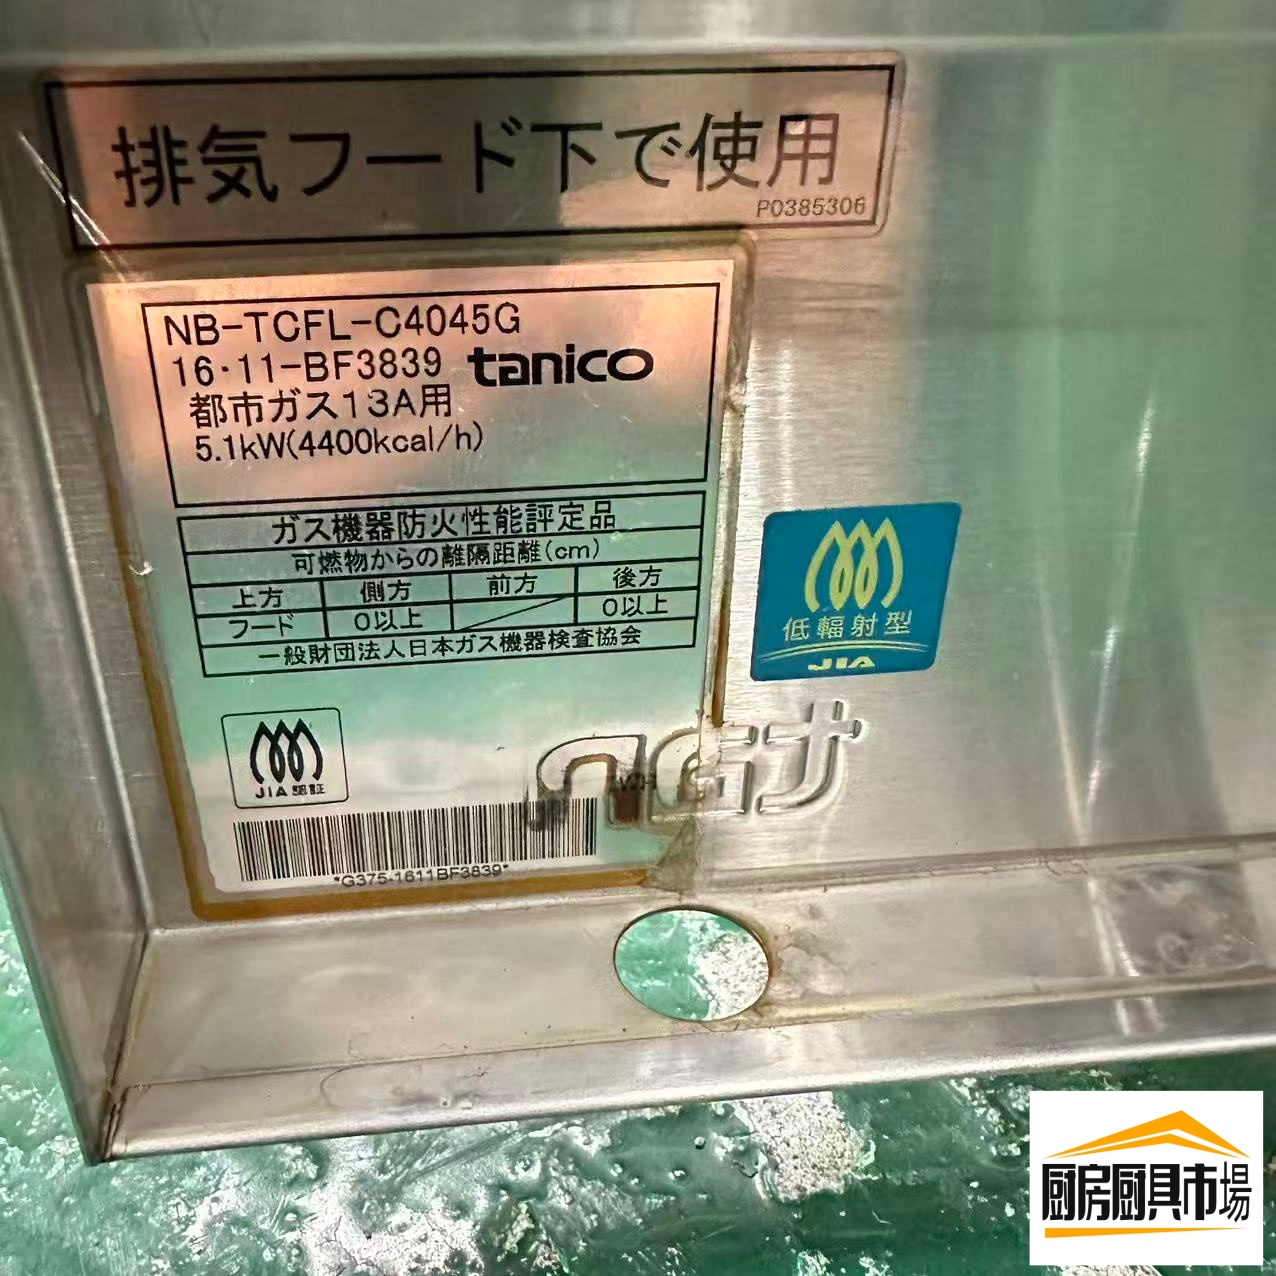 排気フード下で使用
P0385306
NB-TCFL-C4045G
16・11-BF3839 tanico
都市ガス13A用
5.1kW(4400kcal/h)
ガス機器防火性能評定品
可燃物からの離隔距離(cm)
上方 側方 前方 後方
フード 0以上 0以上
一般財団法人日本ガス機器検査協会
低輻射型
JIA
JIA 認証
*G375-1611BF3839*
厨房厨具市場